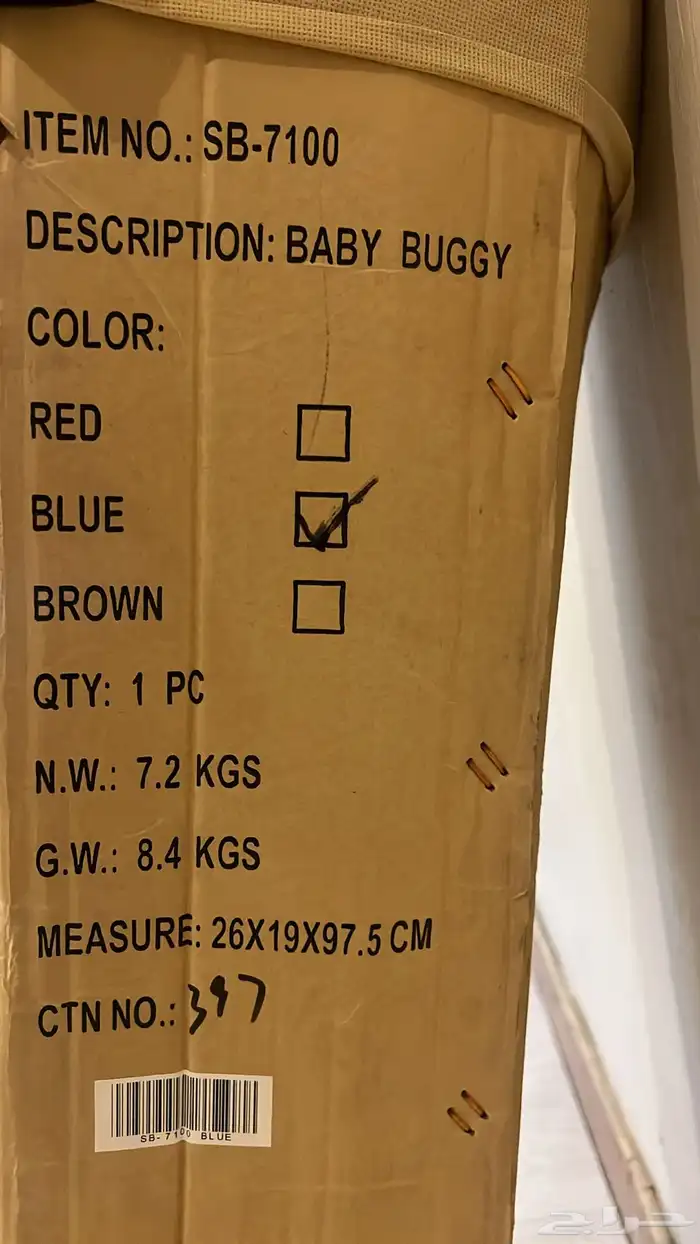 ITEM NO.: SB-7100
DESCRIPTION: BABY BUGGY
COLOR:
RED
BLUE
BROWN
QTY: 1 PC
N.W.: 7.2 KGS
G.W.: 8.4 KGS
MEASURE: 26X19X97.5 CM
CTN NO.: 397
SB-7100 BLUE
حراج